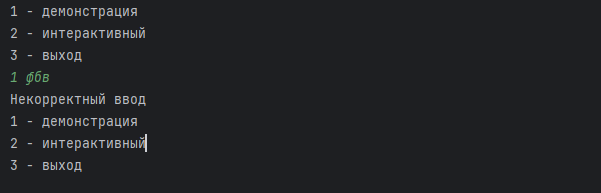 1 - демонстрация
2 - интерактивный
3 - выход
1 фбв
Некорректный ввод
1 - демонстрация
2 - интерактивный
3 - выход